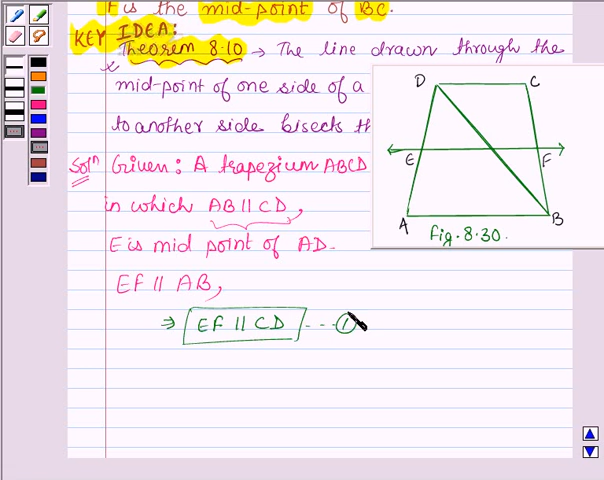 F is the mid-point of BC.
KEY IDEA:
Theorem 8.10 → The line drawn through the
mid-point of one side of a
to another side bisects th
Solⁿ Given: A trapezium ABCD
in which AB || CD,
E is mid point of AD.
EF || AB,
⇒ EF || CD --- ①
D C
E F
A B
Fig. 8.30.